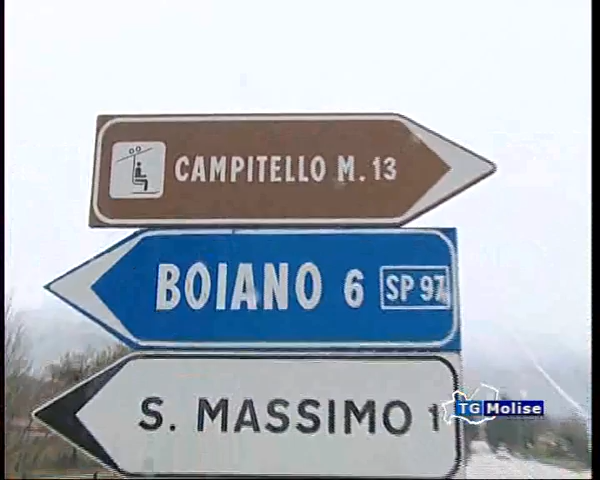 CAMPITELLO M. 13
BOIANO 6 SP 97
S. MASSIMO 1
TG Molise